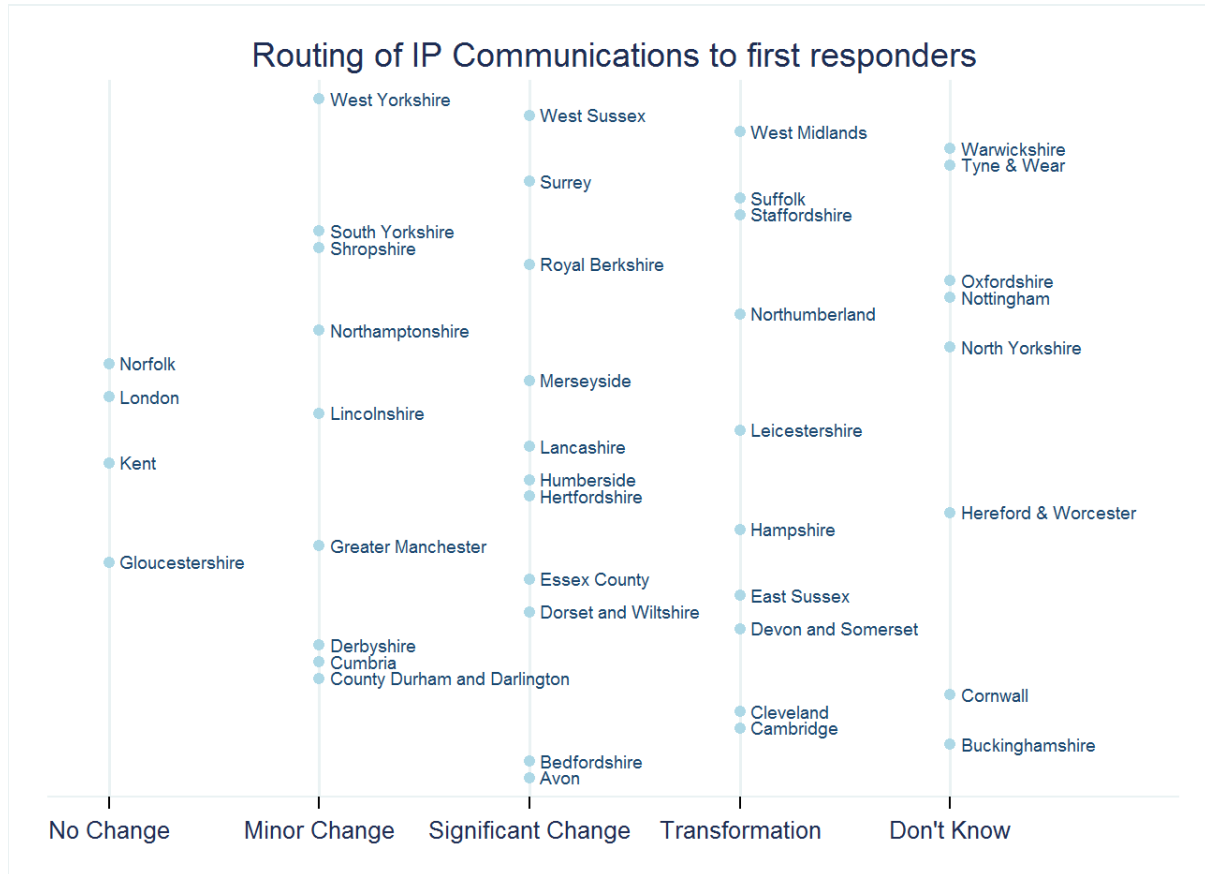 Routing of IP Communications to first responders
West Yorkshire
West Sussex
West Midlands
Warwickshire
Tyne & Wear
Surrey
Suffolk
Staffordshire
South Yorkshire
Shropshire
Royal Berkshire
Oxfordshire
Nottingham
Northumberland
Northamptonshire
North Yorkshire
Norfolk
Merseyside
London
Lincolnshire
Leicestershire
Lancashire
Kent
Humberside
Hertfordshire
Hereford & Worcester
Hampshire
Greater Manchester
Gloucestershire
Essex County
East Sussex
Dorset and Wiltshire
Devon and Somerset
Derbyshire
Cumbria
County Durham and Darlington
Cornwall
Cleveland
Cambridge
Buckinghamshire
Bedfordshire
Avon
No Change Minor Change Significant Change Transformation Don't Know